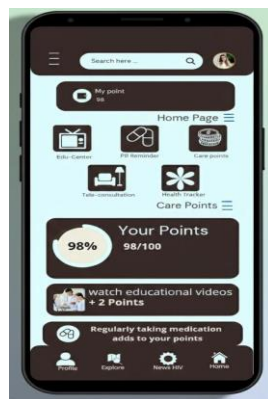 Search here ..
My point
98
Home Page
Edu-Center
Pill Reminder
Care points
Tele-consultation
Health Tracker
Care Points
98%
Your Points
98/100
watch educational videos
+ 2 Points
Regularly taking medication
adds to your points
Profile
Explore
News HIV
Home